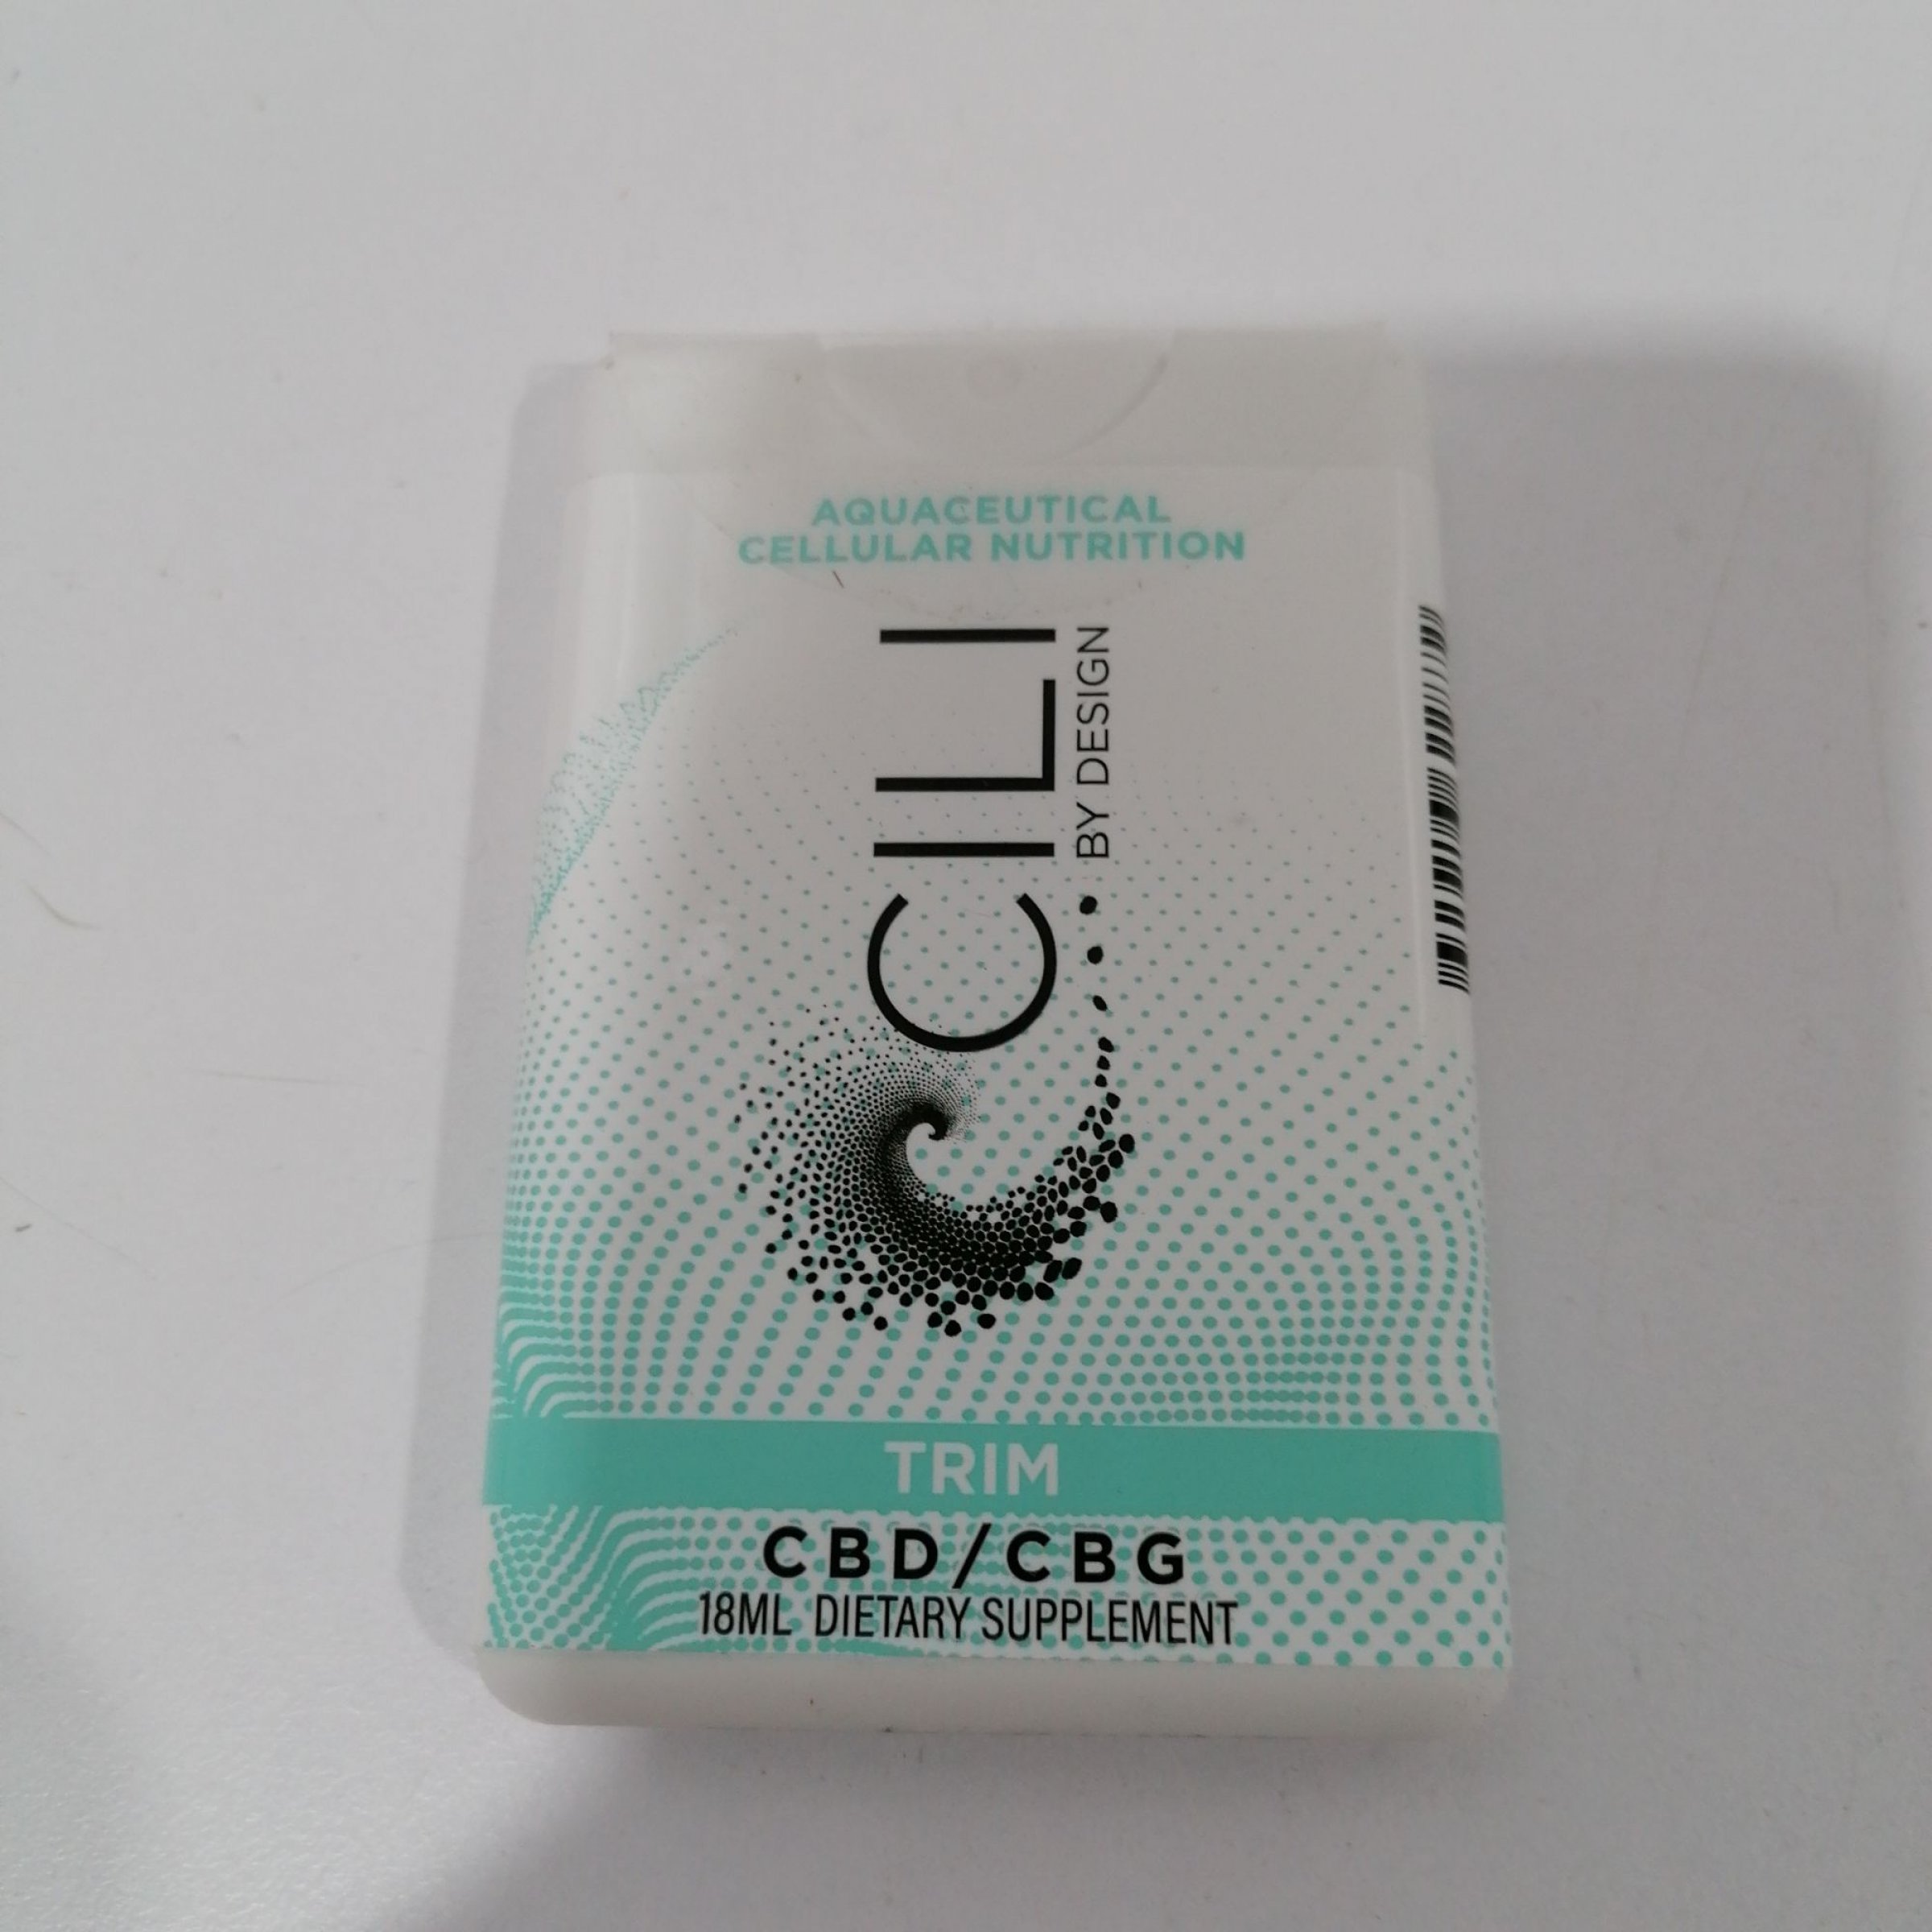 AQUACEUTICAL
CELLULAR NUTRITION
CILI
BY DESIGN
TRIM
CBD/CBG
18ML DIETARY SUPPLEMENT